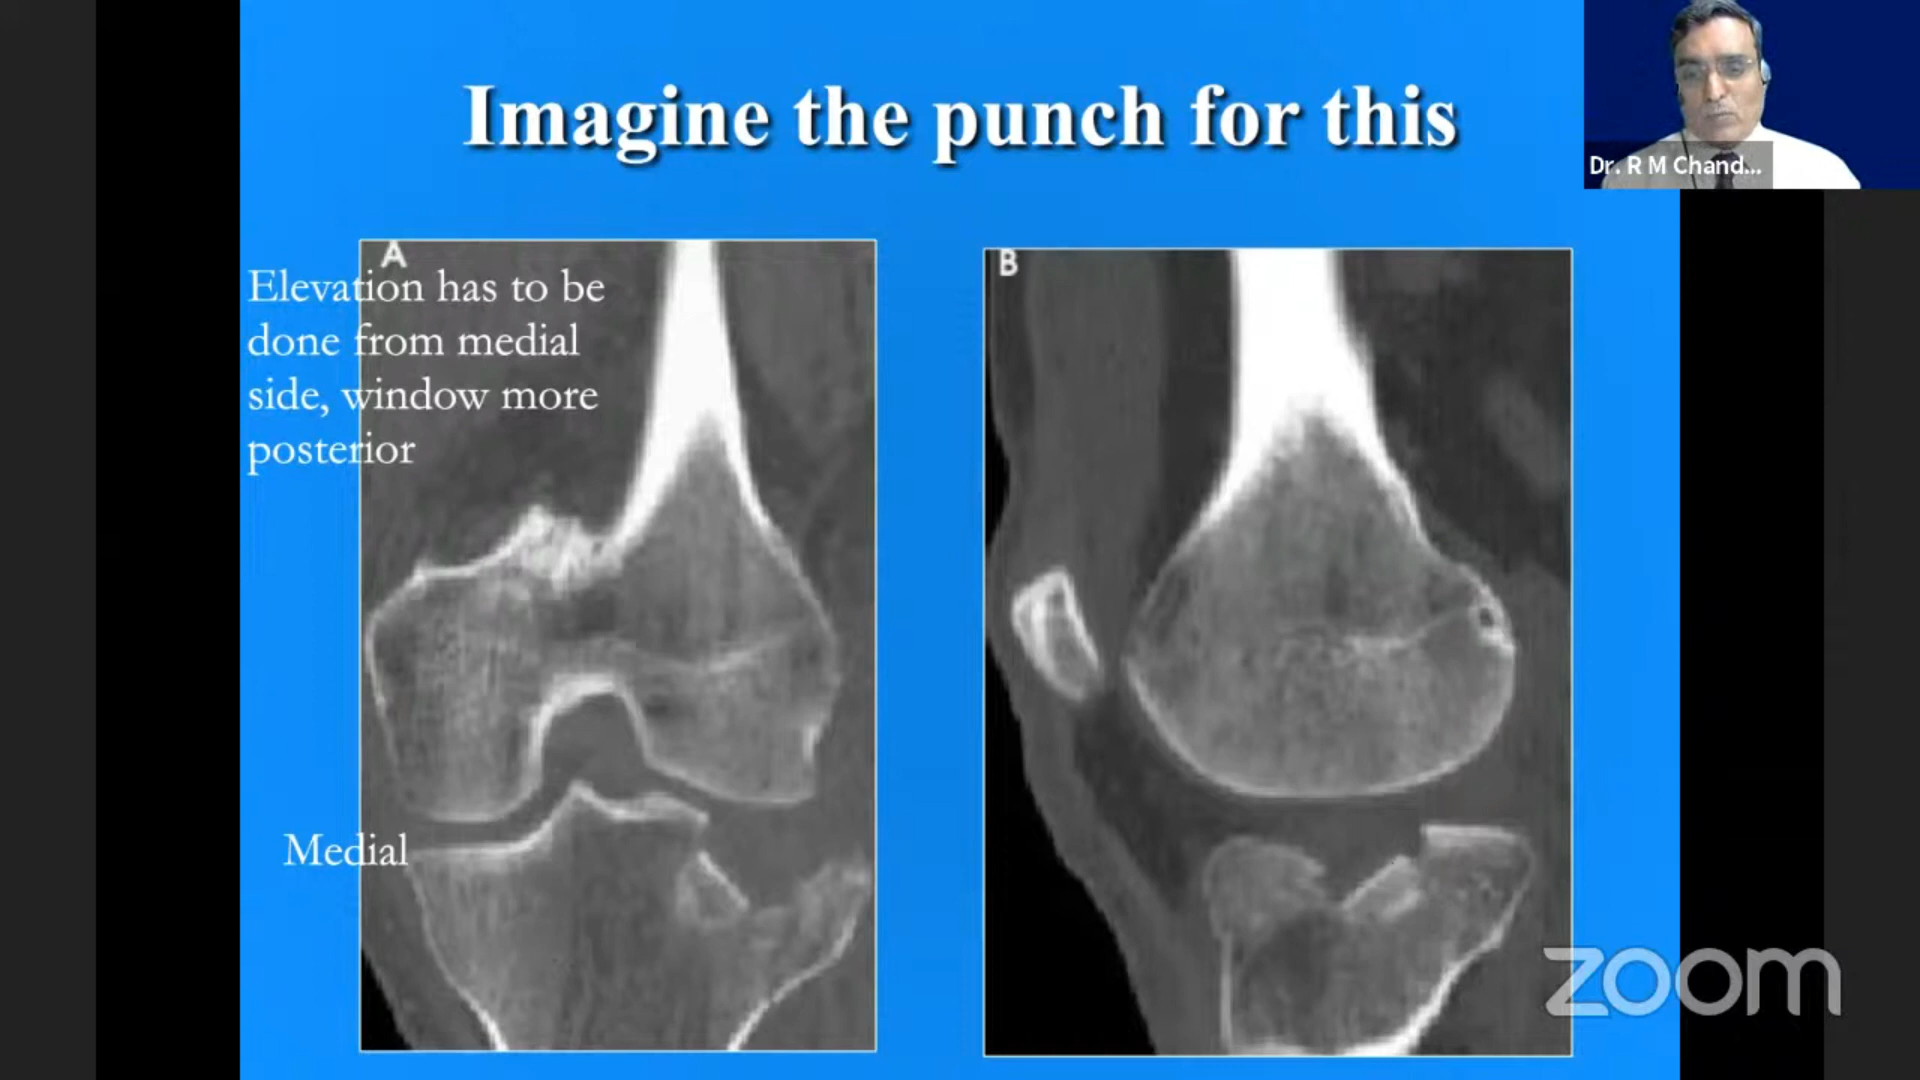 Imagine the punch for this
Dr. R M Chand...
A
B
Elevation has to be
done from medial
side, window more
posterior
Medial
zoom